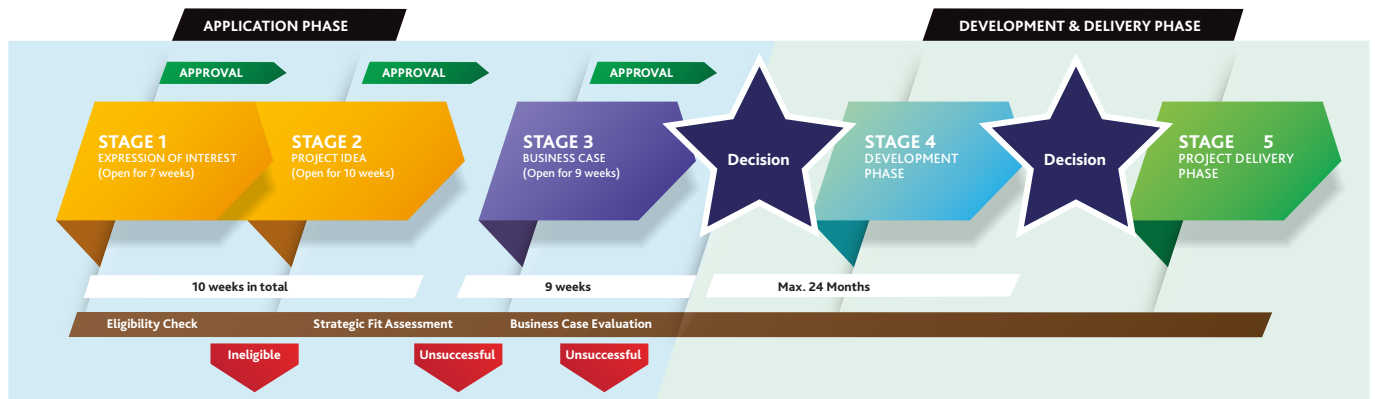 APPLICATION PHASE
DEVELOPMENT & DELIVERY PHASE
APPROVAL
APPROVAL
APPROVAL
STAGE 1
EXPRESSION OF INTEREST
(Open for 7 weeks)
STAGE 2
PROJECT IDEA
(Open for 10 weeks)
STAGE 3
BUSINESS CASE
(Open for 9 weeks)
Decision
STAGE 4
DEVELOPMENT
PHASE
Decision
STAGE 5
PROJECT DELIVERY
PHASE
10 weeks in total
9 weeks
Max. 24 Months
Eligibility Check
Strategic Fit Assessment
Business Case Evaluation
Ineligible
Unsuccessful
Unsuccessful